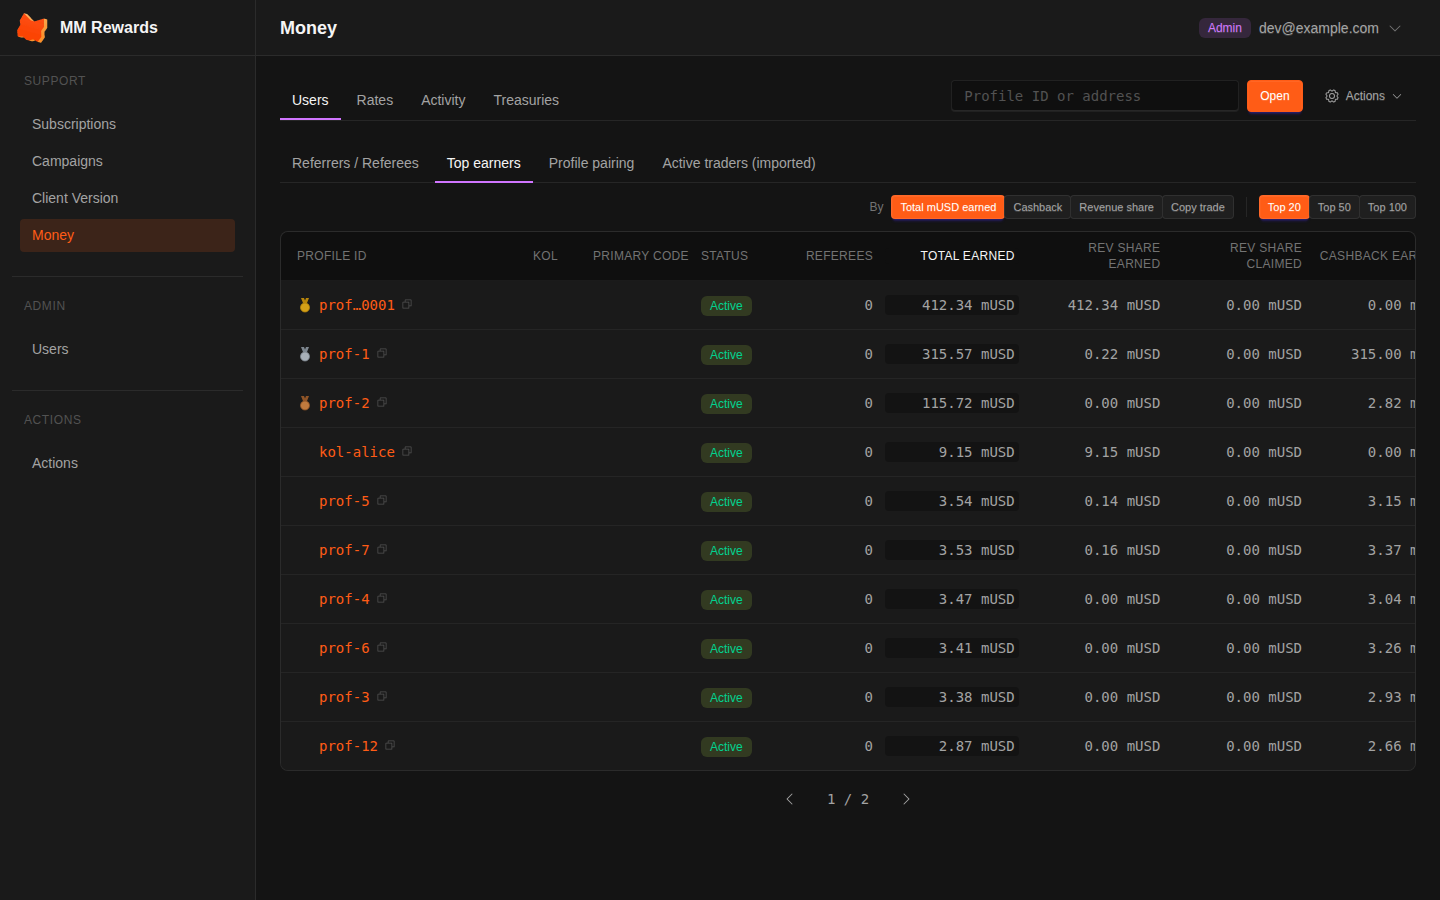 MM Rewards
Money
Admin dev@example.com
SUPPORT
Subscriptions
Campaigns
Client Version
Money
ADMIN
Users
ACTIONS
Actions
Users Rates Activity Treasuries
Profile ID or address Open Actions
Referrers / Referees Top earners Profile pairing Active traders (imported)
By Total mUSD earned Cashback Revenue share Copy trade Top 20 Top 50 Top 100
PROFILE ID KOL PRIMARY CODE STATUS REFEREES TOTAL EARNED REV SHARE EARNED REV SHARE CLAIMED CASHBACK EAR
prof…0001 Active 0 412.34 mUSD 412.34 mUSD 0.00 mUSD 0.00 m
prof-1 Active 0 315.57 mUSD 0.22 mUSD 0.00 mUSD 315.00 m
prof-2 Active 0 115.72 mUSD 0.00 mUSD 0.00 mUSD 2.82 m
kol-alice Active 0 9.15 mUSD 9.15 mUSD 0.00 mUSD 0.00 m
prof-5 Active 0 3.54 mUSD 0.14 mUSD 0.00 mUSD 3.15 m
prof-7 Active 0 3.53 mUSD 0.16 mUSD 0.00 mUSD 3.37 m
prof-4 Active 0 3.47 mUSD 0.00 mUSD 0.00 mUSD 3.04 m
prof-6 Active 0 3.41 mUSD 0.00 mUSD 0.00 mUSD 3.26 m
prof-3 Active 0 3.38 mUSD 0.00 mUSD 0.00 mUSD 2.93 m
prof-12 Active 0 2.87 mUSD 0.00 mUSD 0.00 mUSD 2.66 m
1 / 2